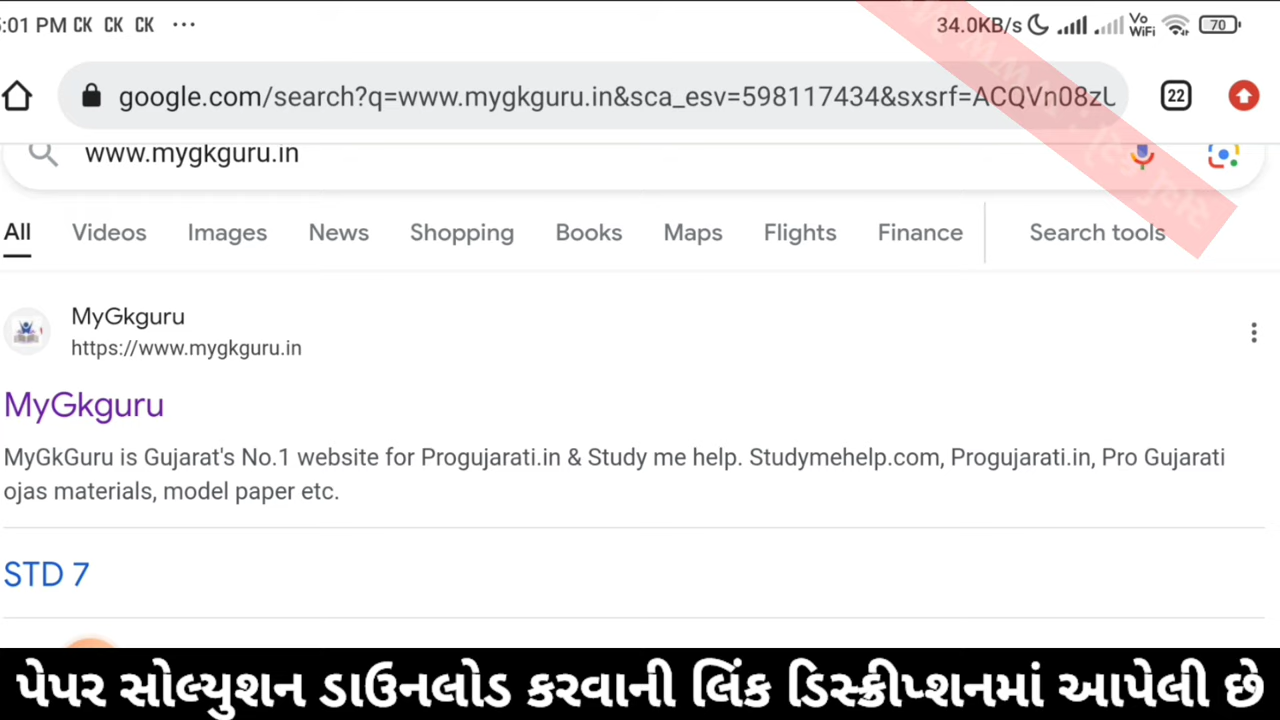 :01 PM CK CK CK ...
34.0KB/s Vo WiFi 70
google.com/search?q=www.mygkguru.in&sca_esv=598117434&sxsrf=ACQVn08zU
22
www.mygkguru.in
All Videos Images News Shopping Books Maps Flights Finance Search tools
MyGkguru
https://www.mygkguru.in
MyGkguru
MyGkGuru is Gujarat's No.1 website for Progujarati.in & Study me help. Studymehelp.com, Progujarati.in, Pro Gujarati
ojas materials, model paper etc.
STD 7
પેપર સોલ્યુશન ડાઉનલોડ કરવાની લિંક ડિસ્ક્રીપ્શનમાં આપેલી છે